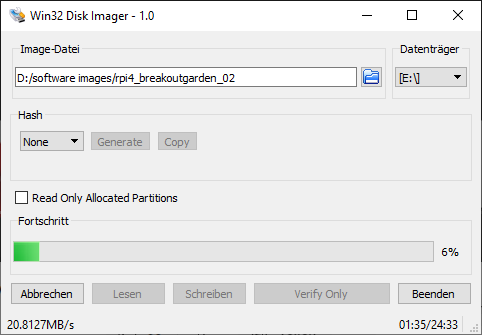 Win32 Disk Imager - 1.0
Image-Datei
Datenträger
D:/software images/rpi4_breakoutgarden_02
[E:\]
Hash
None
Generate
Copy
Read Only Allocated Partitions
Fortschritt
6%
Abbrechen
Lesen
Schreiben
Verify Only
Beenden
20.8127MB/s
01:35/24:33